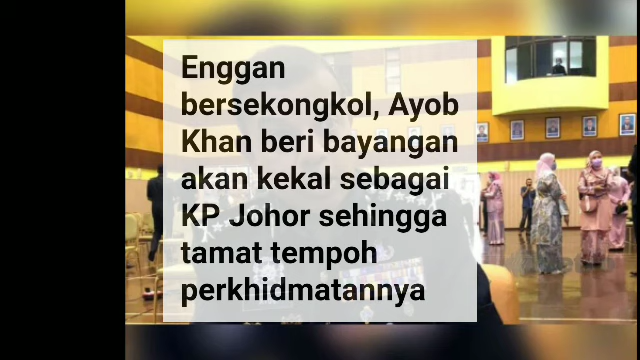 Enggan
bersekongkol, Ayob
Khan beri bayangan
akan kekal sebagai
KP Johor sehingga
tamat tempoh
perkhidmatannya